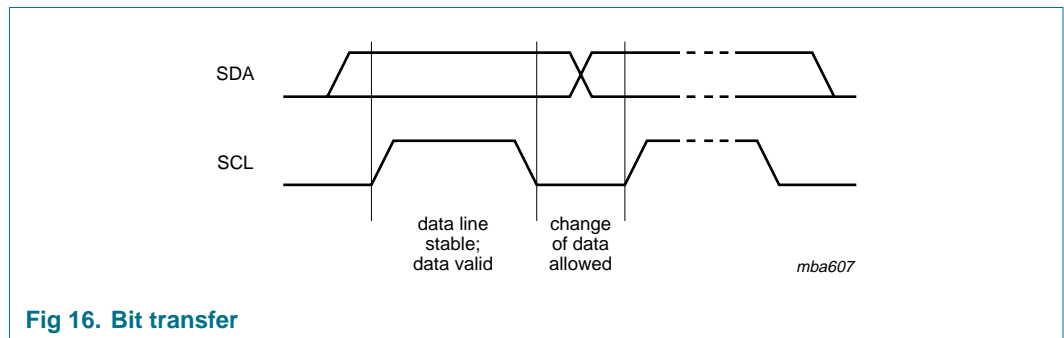 SDA
SCL
data line
stable;
data valid
change
of data
allowed
mba607
Fig 16. Bit transfer